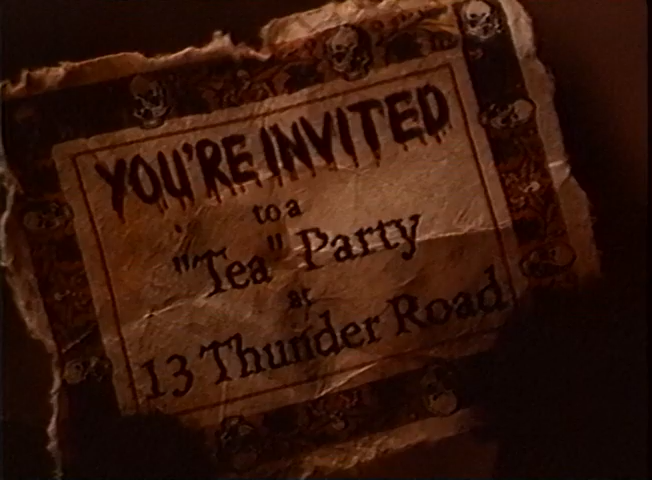 YOU'RE INVITED
to a
"Tea" Party
at
13 Thunder Road